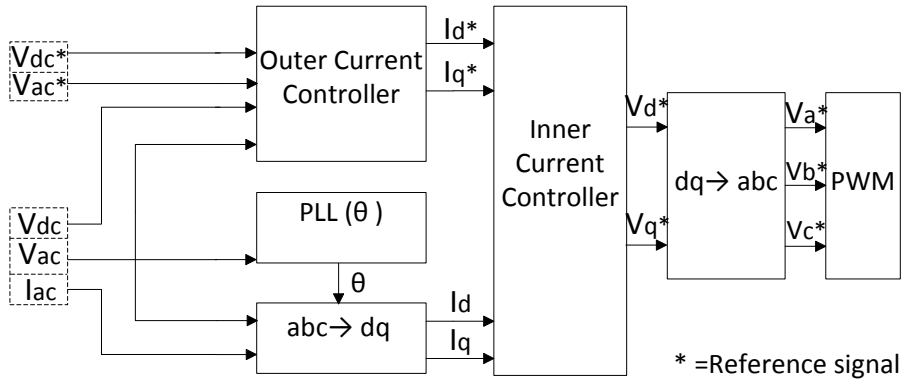 Vdc*
Vac*
Vdc
Vac
Iac
Outer Current
Controller
Id*
Iq*
PLL (θ )
θ
abc→ dq
Id
Iq
Inner
Current
Controller
Vd*
Vq*
dq→ abc
Va*
Vb*
Vc*
PWM
* =Reference signal